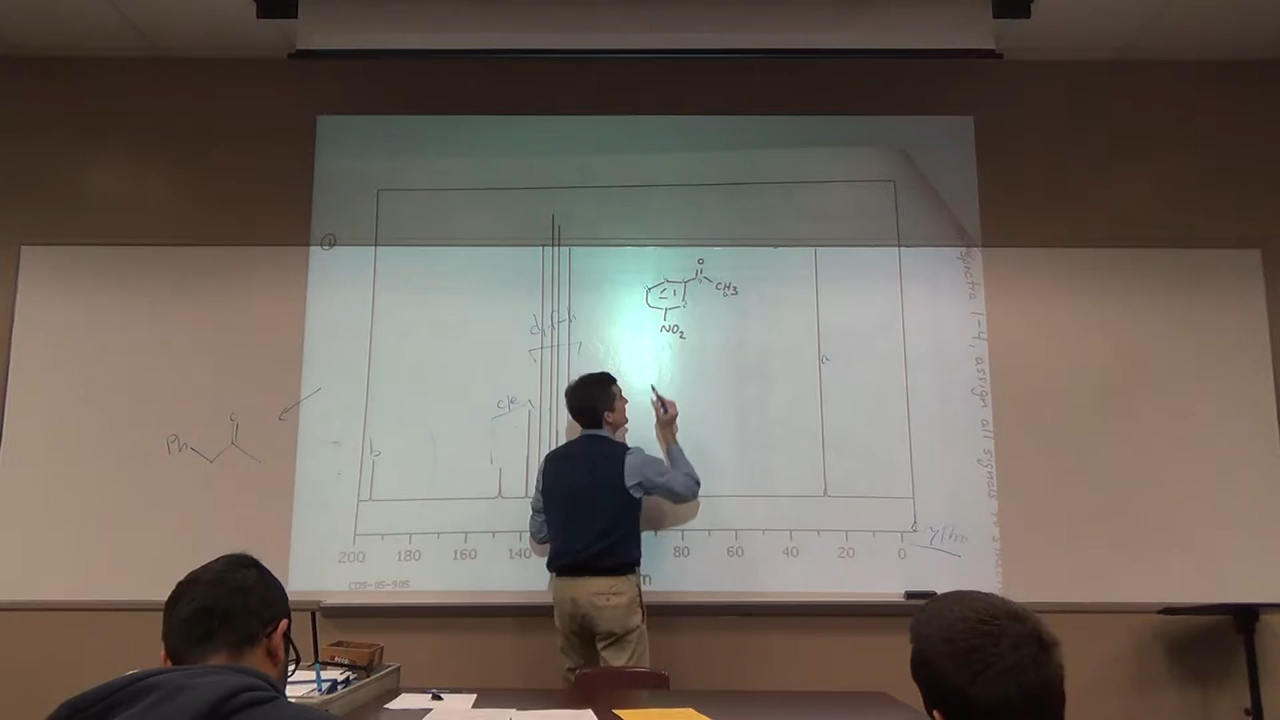 ①
O
CH3
NO2
d, f-h
a
c/e
b
Ph
200 180 160 140 80 60 40 20 0
CDS-05-905
spectra 1-4, assign all signals